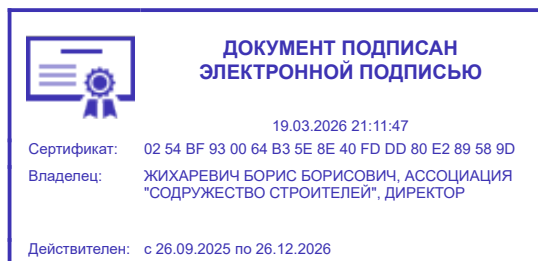 ДОКУМЕНТ ПОДПИСАН
ЭЛЕКТРОННОЙ ПОДПИСЬЮ
19.03.2026 21:11:47
Сертификат: 02 54 BF 93 00 64 B3 5E 8E 40 FD DD 80 E2 89 58 9D
Владелец: ЖИХАРЕВИЧ БОРИС БОРИСОВИЧ, АССОЦИАЦИЯ
"СОДРУЖЕСТВО СТРОИТЕЛЕЙ", ДИРЕКТОР
Действителен: с 26.09.2025 по 26.12.2026